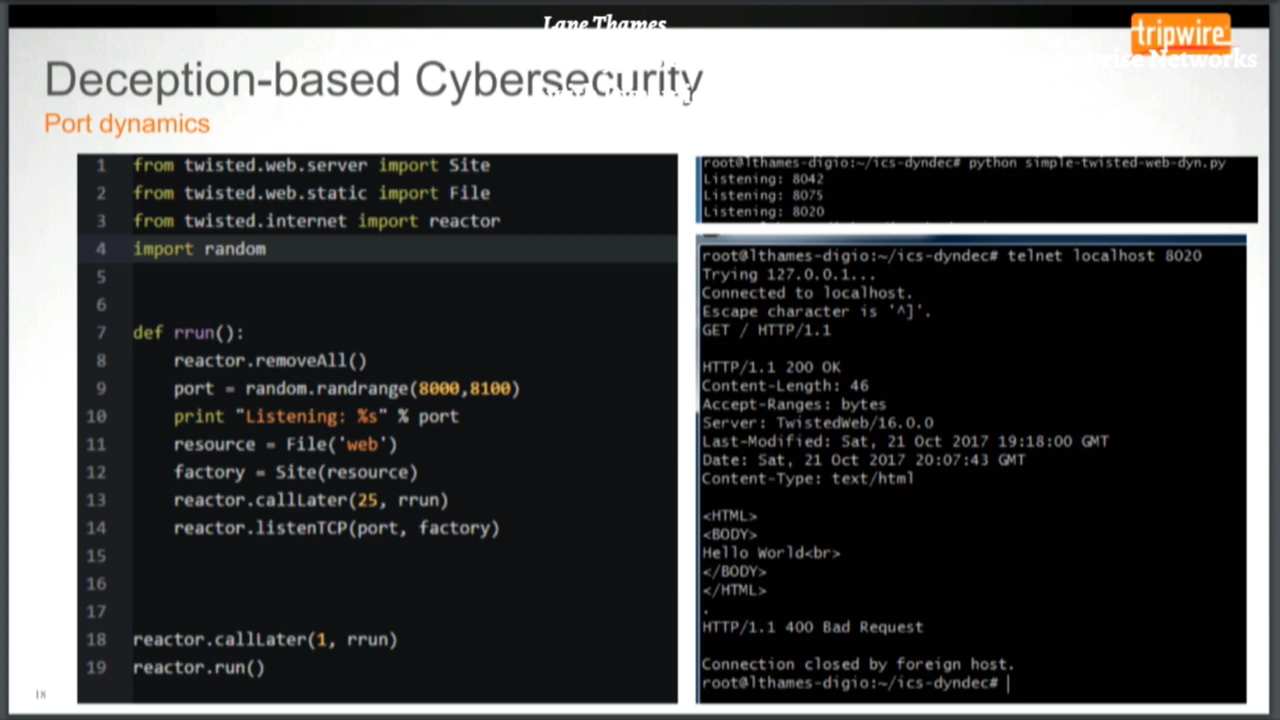 Lane Thames
tripwire
rise Networks
Deception-based Cybersecurity
Port dynamics
1 from twisted.web.server import Site
2 from twisted.web.static import File
3 from twisted.internet import reactor
4 import random
5
6
7 def rrun():
8 reactor.removeAll()
9 port = random.randrange(8000,8100)
10 print "Listening: %s" % port
11 resource = File('web')
12 factory = Site(resource)
13 reactor.callLater(25, rrun)
14 reactor.listenTCP(port, factory)
15
16
17
18 reactor.callLater(1, rrun)
19 reactor.run()
root@lthames-digio:~/ics-dyndec# python simple-twisted-web-dyn.py
Listening: 8042
Listening: 8075
Listening: 8020
root@lthames-digio:~/ics-dyndec# telnet localhost 8020
Trying 127.0.0.1...
Connected to localhost.
Escape character is '^]'.
GET / HTTP/1.1
HTTP/1.1 200 OK
Content-Length: 46
Accept-Ranges: bytes
Server: TwistedWeb/16.0.0
Last-Modified: Sat, 21 Oct 2017 19:18:00 GMT
Date: Sat, 21 Oct 2017 20:07:43 GMT
Content-Type: text/html
<HTML>
<BODY>
Hello World<br>
</BODY>
</HTML>
.
HTTP/1.1 400 Bad Request
Connection closed by foreign host.
root@lthames-digio:~/ics-dyndec#
18